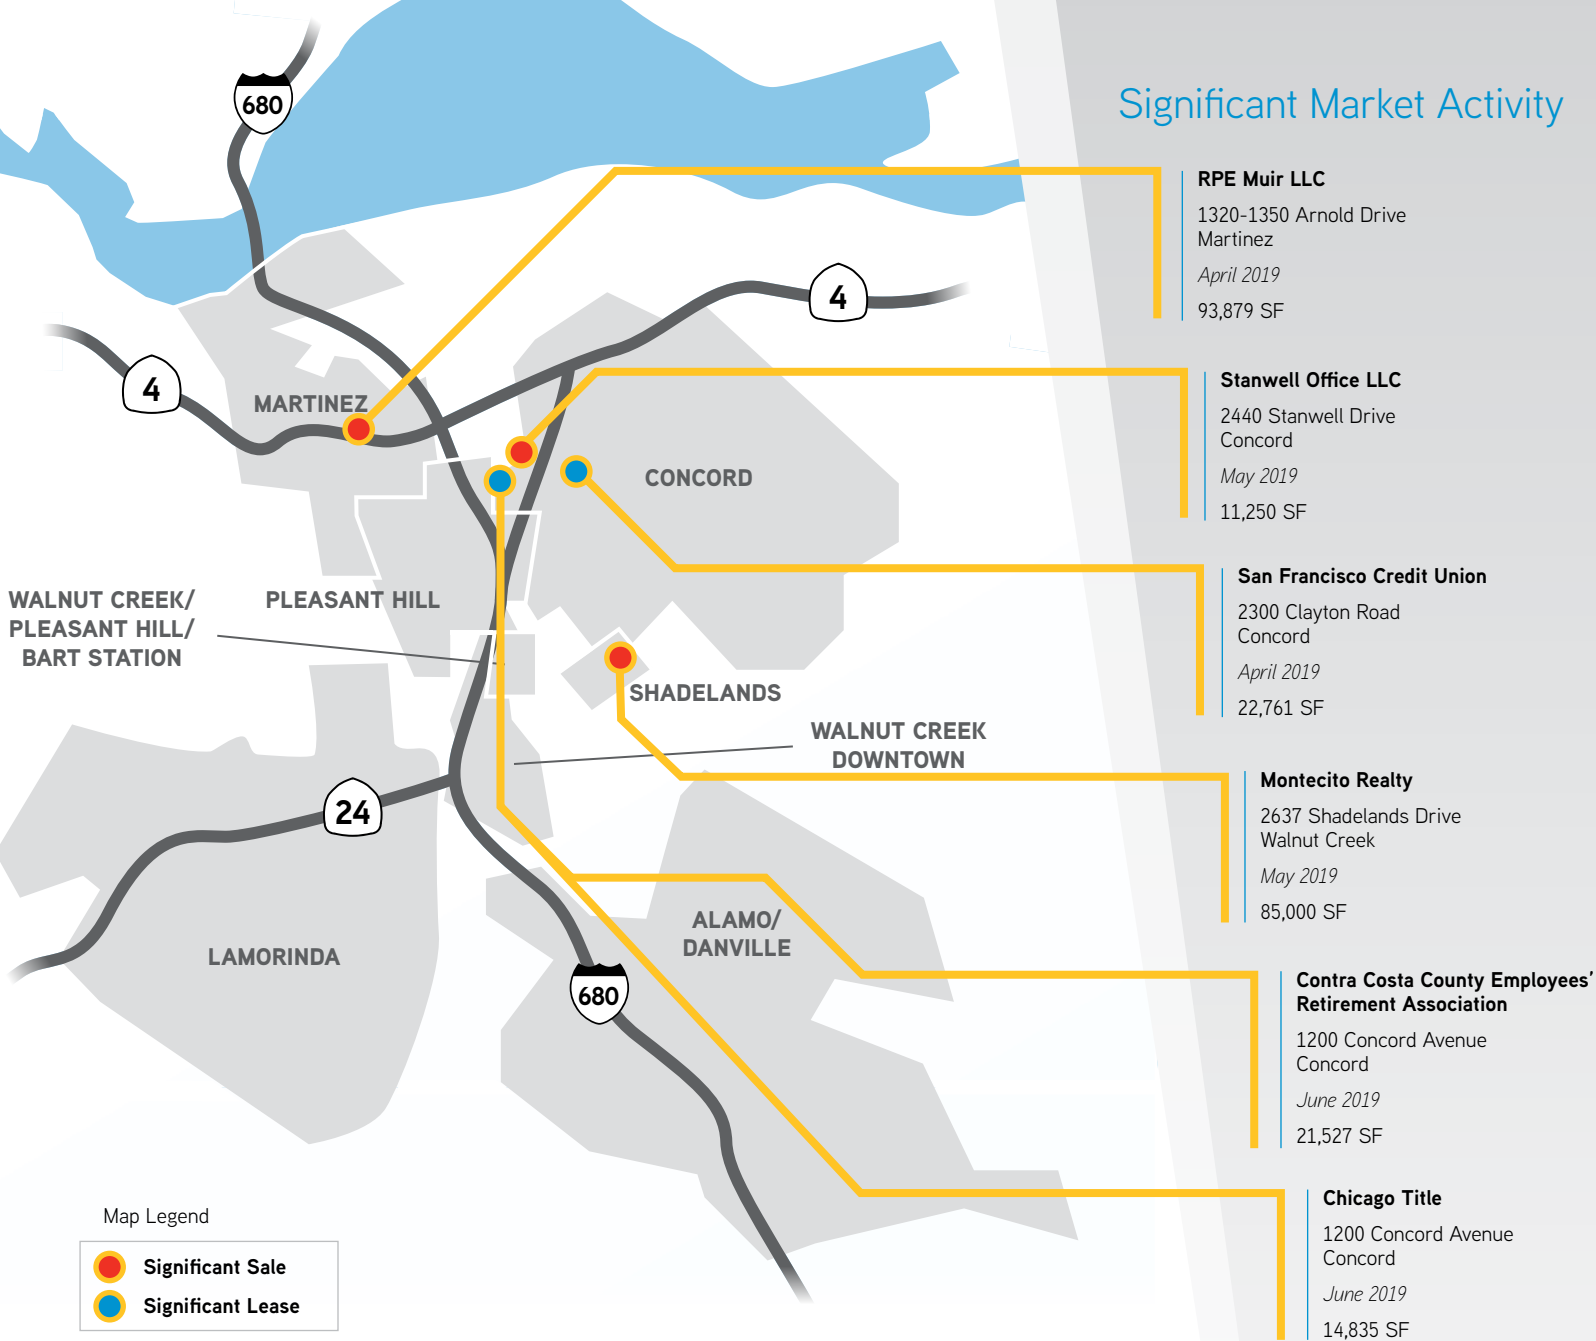 680
Significant Market Activity
RPE Muir LLC
1320-1350 Arnold Drive
Martinez
April 2019
93,879 SF
4
4
MARTINEZ
Stanwell Office LLC
2440 Stanwell Drive
Concord
May 2019
11,250 SF
CONCORD
San Francisco Credit Union
2300 Clayton Road
Concord
April 2019
22,761 SF
WALNUT CREEK/
PLEASANT HILL/
BART STATION
PLEASANT HILL
SHADELANDS
WALNUT CREEK
DOWNTOWN
Montecito Realty
2637 Shadelands Drive
Walnut Creek
May 2019
85,000 SF
24
LAMORINDA
ALAMO/
DANVILLE
680
Contra Costa County Employees'
Retirement Association
1200 Concord Avenue
Concord
June 2019
21,527 SF
Chicago Title
1200 Concord Avenue
Concord
June 2019
14,835 SF
Map Legend
Significant Sale
Significant Lease